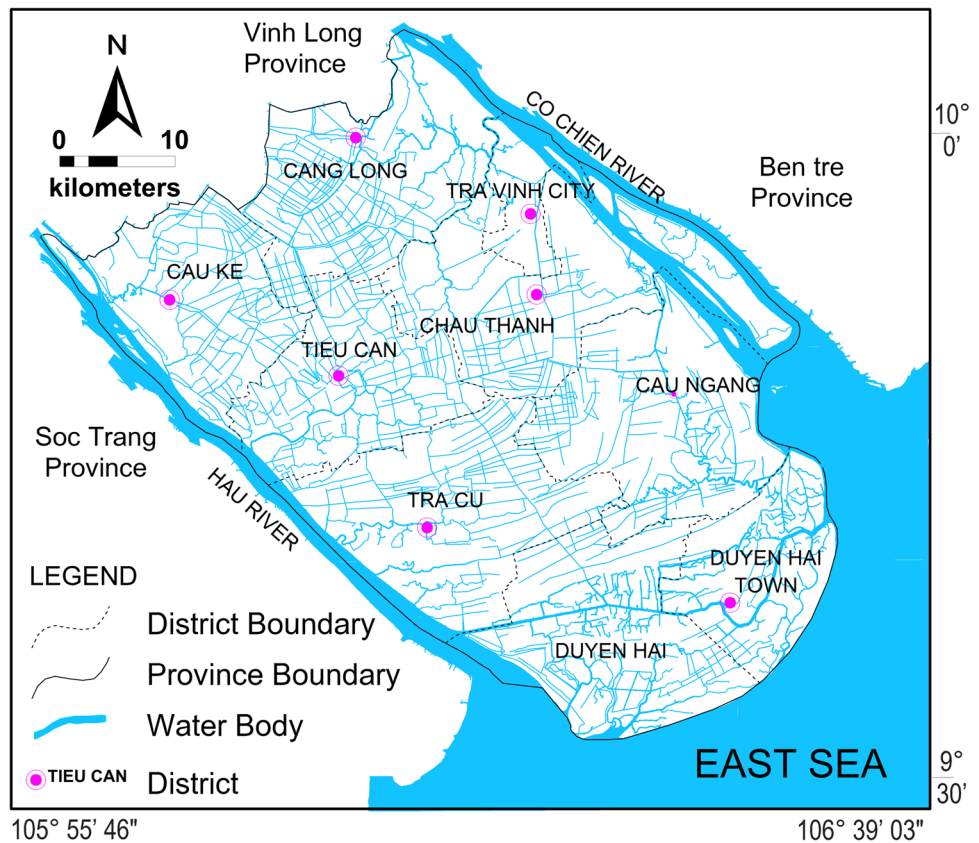 Vinh Long
Province
N
0 10
kilometers
CO CHIEN RIVER
10°
0'
Ben tre
Province
CANG LONG
TRA VINH CITY
CAU KE
CHAU THANH
TIEU CAN
CAU NGANG
Soc Trang
Province
HAU RIVER
TRA CU
DUYEN HAI
TOWN
DUYEN HAI
LEGEND
District Boundary
Province Boundary
Water Body
TIEU CAN District
EAST SEA
9°
30'
105° 55' 46"
106° 39' 03"